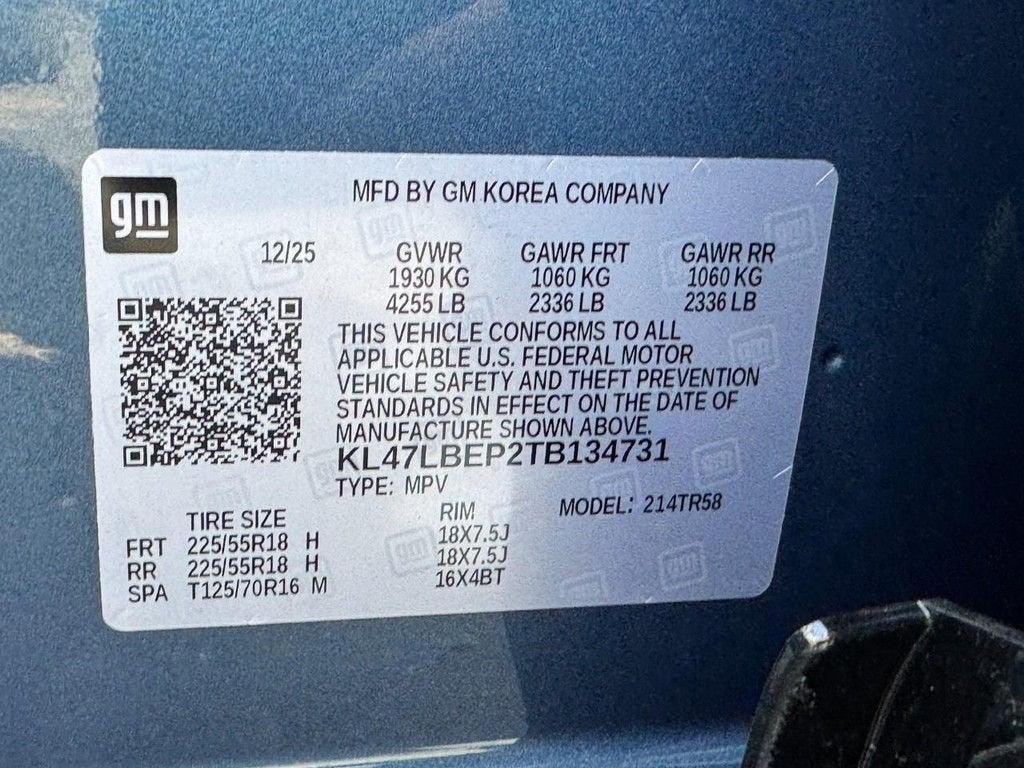 gm
MFD BY GM KOREA COMPANY
12/25 GVWR GAWR FRT GAWR RR
1930 KG 1060 KG 1060 KG
4255 LB 2336 LB 2336 LB
THIS VEHICLE CONFORMS TO ALL
APPLICABLE U.S. FEDERAL MOTOR
VEHICLE SAFETY AND THEFT PREVENTION
STANDARDS IN EFFECT ON THE DATE OF
MANUFACTURE SHOWN ABOVE.
KL47LBEP2TB134731
TYPE: MPV
TIRE SIZE RIM MODEL: 214TR58
FRT 225/55R18 H 18X7.5J
RR 225/55R18 H 18X7.5J
SPA T125/70R16 M 16X4BT